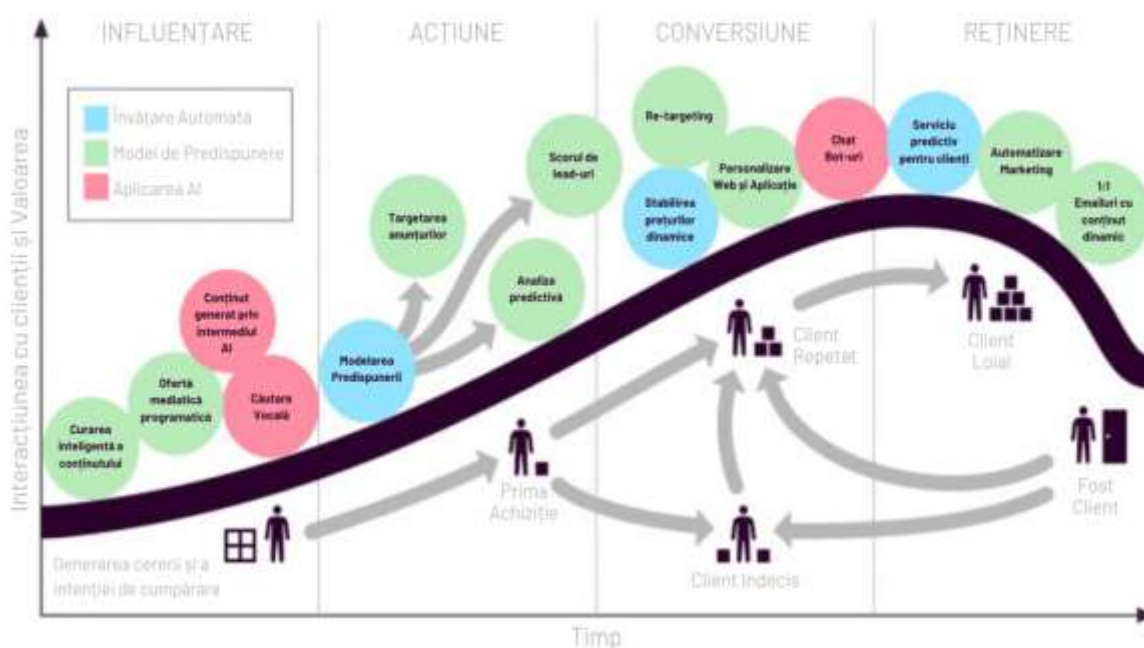 INFLUENȚARE
ACȚIUNE
CONVERSIUNE
REȚINERE
Interacțiunea cu clienții și Valoarea
Învățare Automată
Model de Predispunere
Aplicarea AI
Curarea
inteligentă a
conținutului
Ofertă
mediatică
programatică
Conținut
generat prin
intermediul
AI
Căutare
Vocală
Modelarea
Predispunerii
Targetarea
anunțurilor
Scorul de
lead-uri
Analiza
predictivă
Re-targeting
Stabilirea
prețurilor
dinamice
Personalizare
Web și Aplicație
Chat
Bot-uri
Serviciu
predictiv
pentru clienți
Automatizare
Marketing
1:1
Emailuri cu
conținut
dinamic
Generarea cererii și a
intenției de cumpărare
Prima
Achiziție
Client
Repetat
Client Indecis
Client
Loial
Fost
Client
Timp